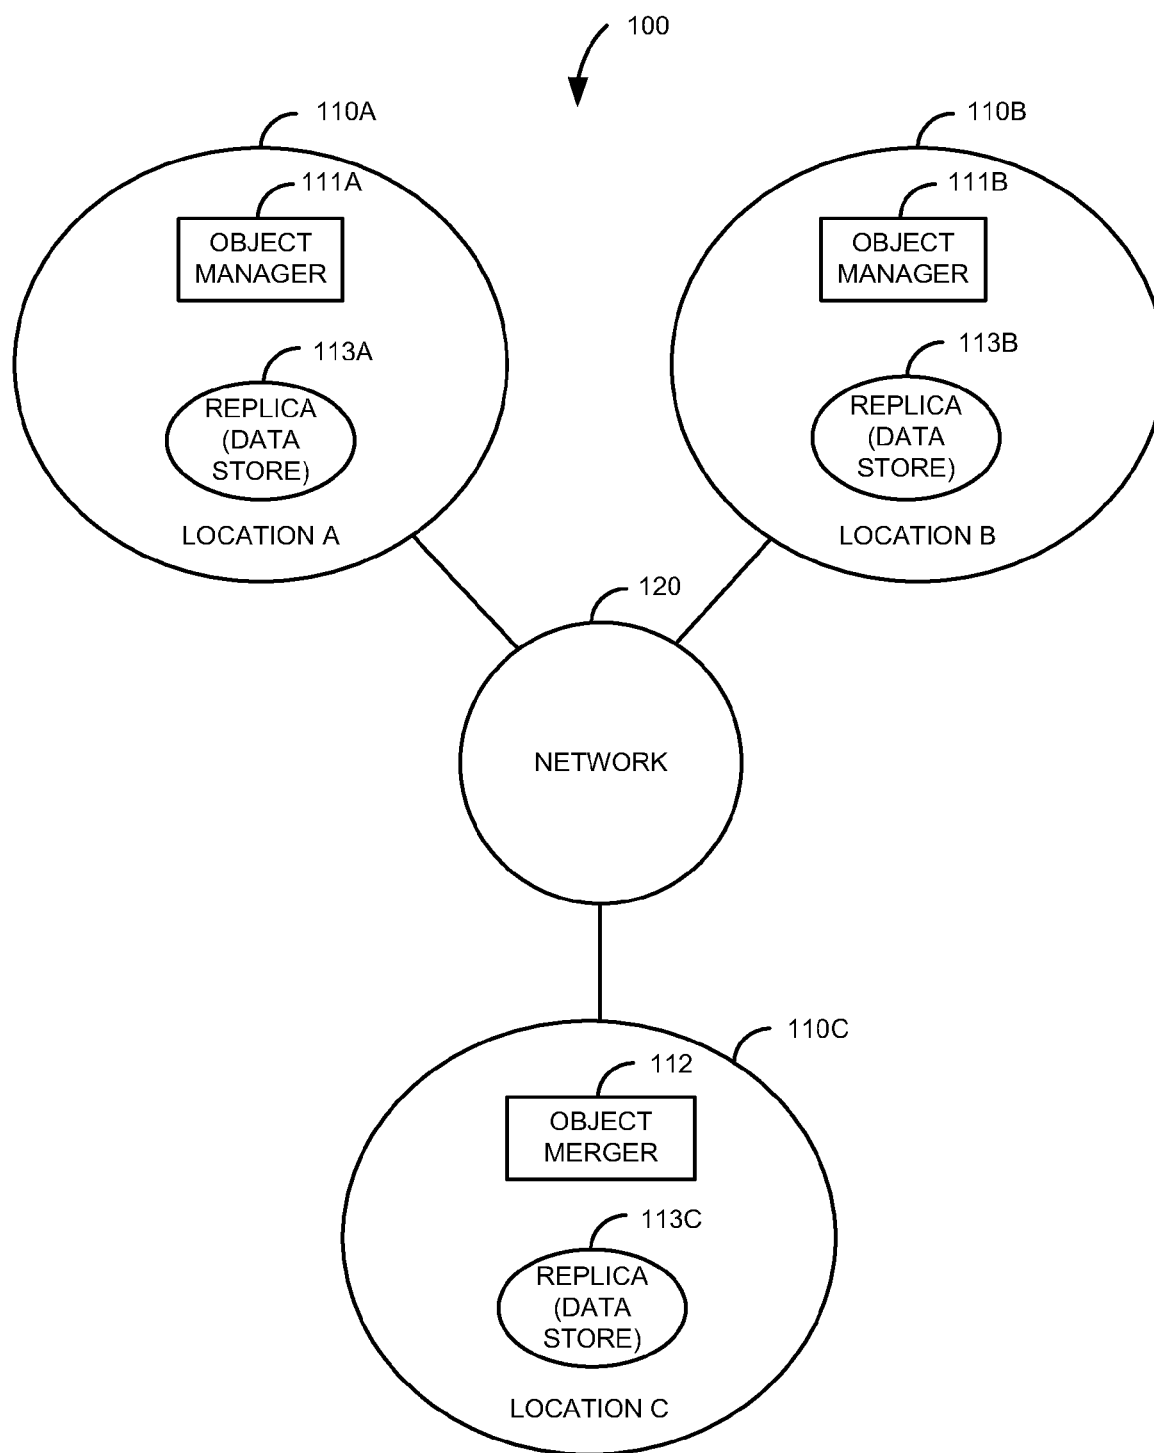 100
110A
110B
111A
111B
OBJECT
MANAGER
OBJECT
MANAGER
113A
113B
REPLICA
(DATA
STORE)
REPLICA
(DATA
STORE)
LOCATION A
LOCATION B
120
NETWORK
110C
112
OBJECT
MERGER
113C
REPLICA
(DATA
STORE)
LOCATION C